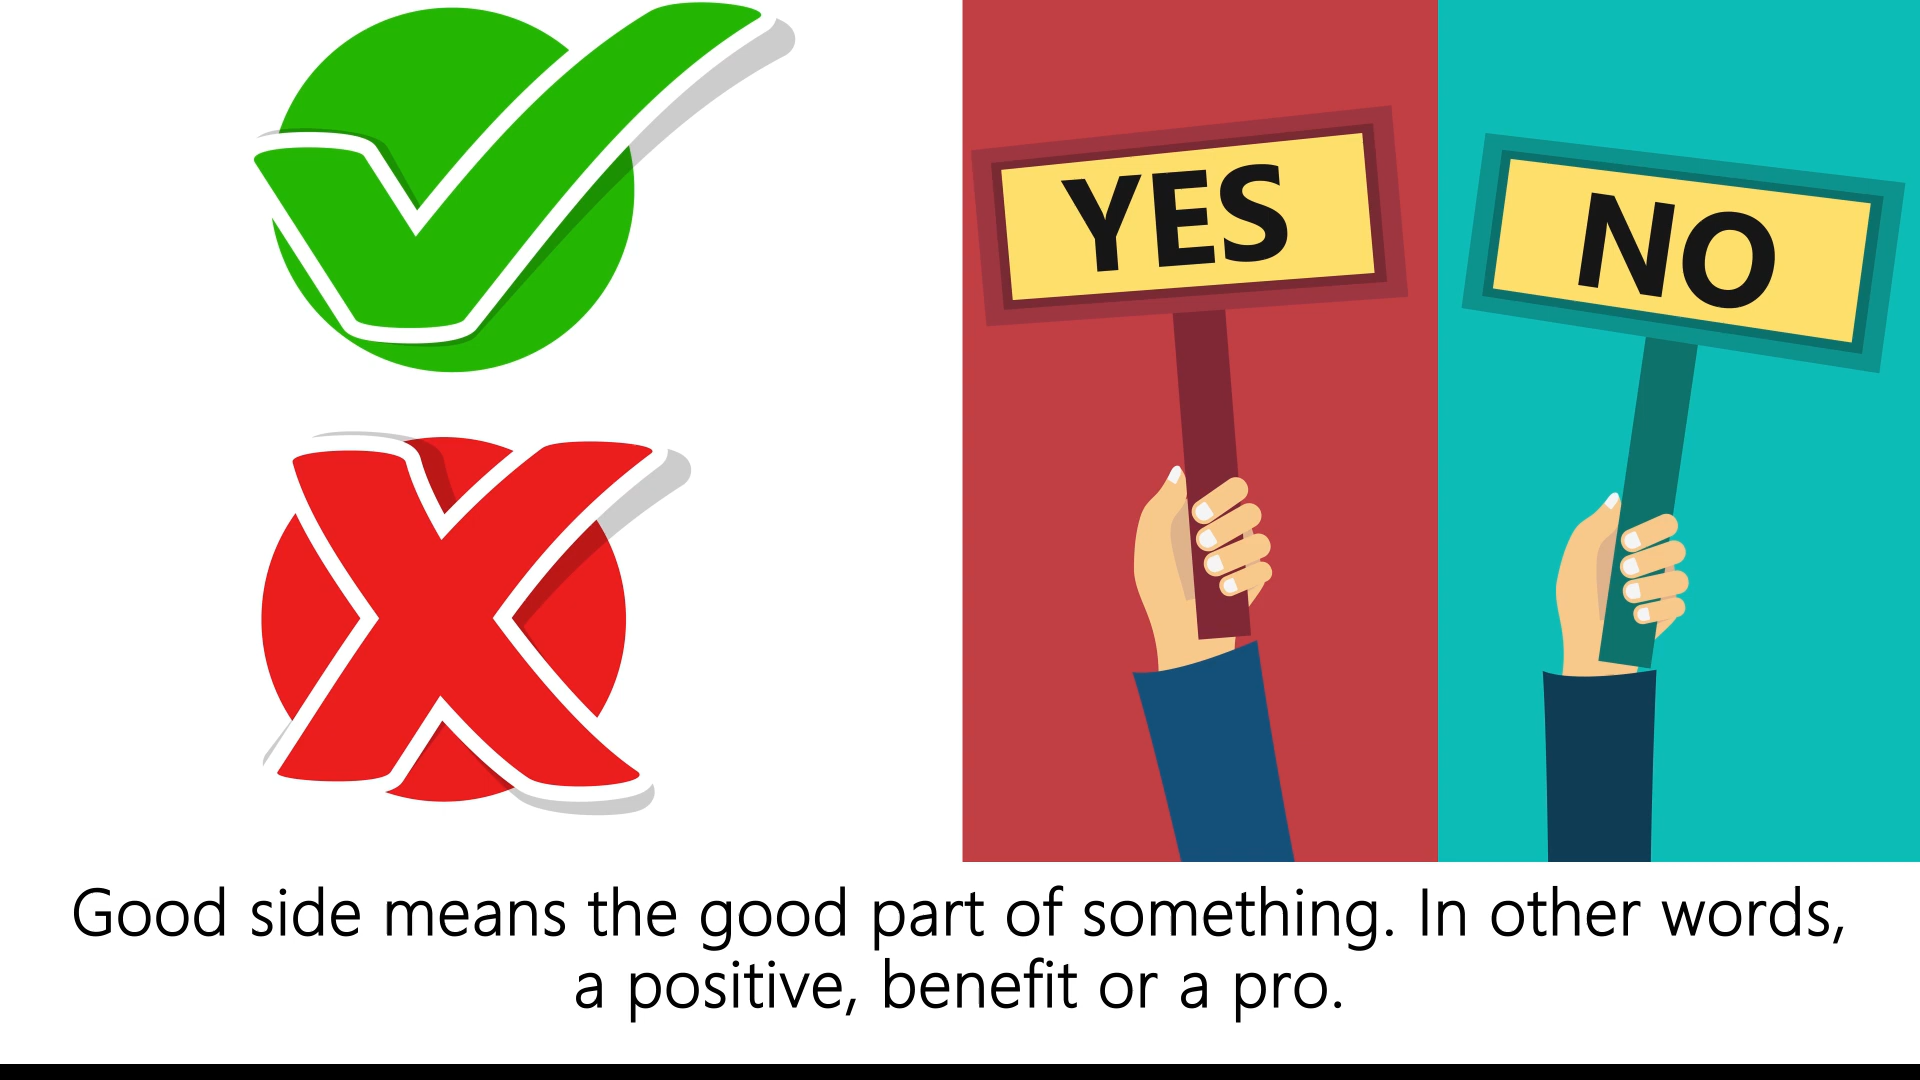 YES
NO
Good side means the good part of something. In other words,
a positive, benefit or a pro.